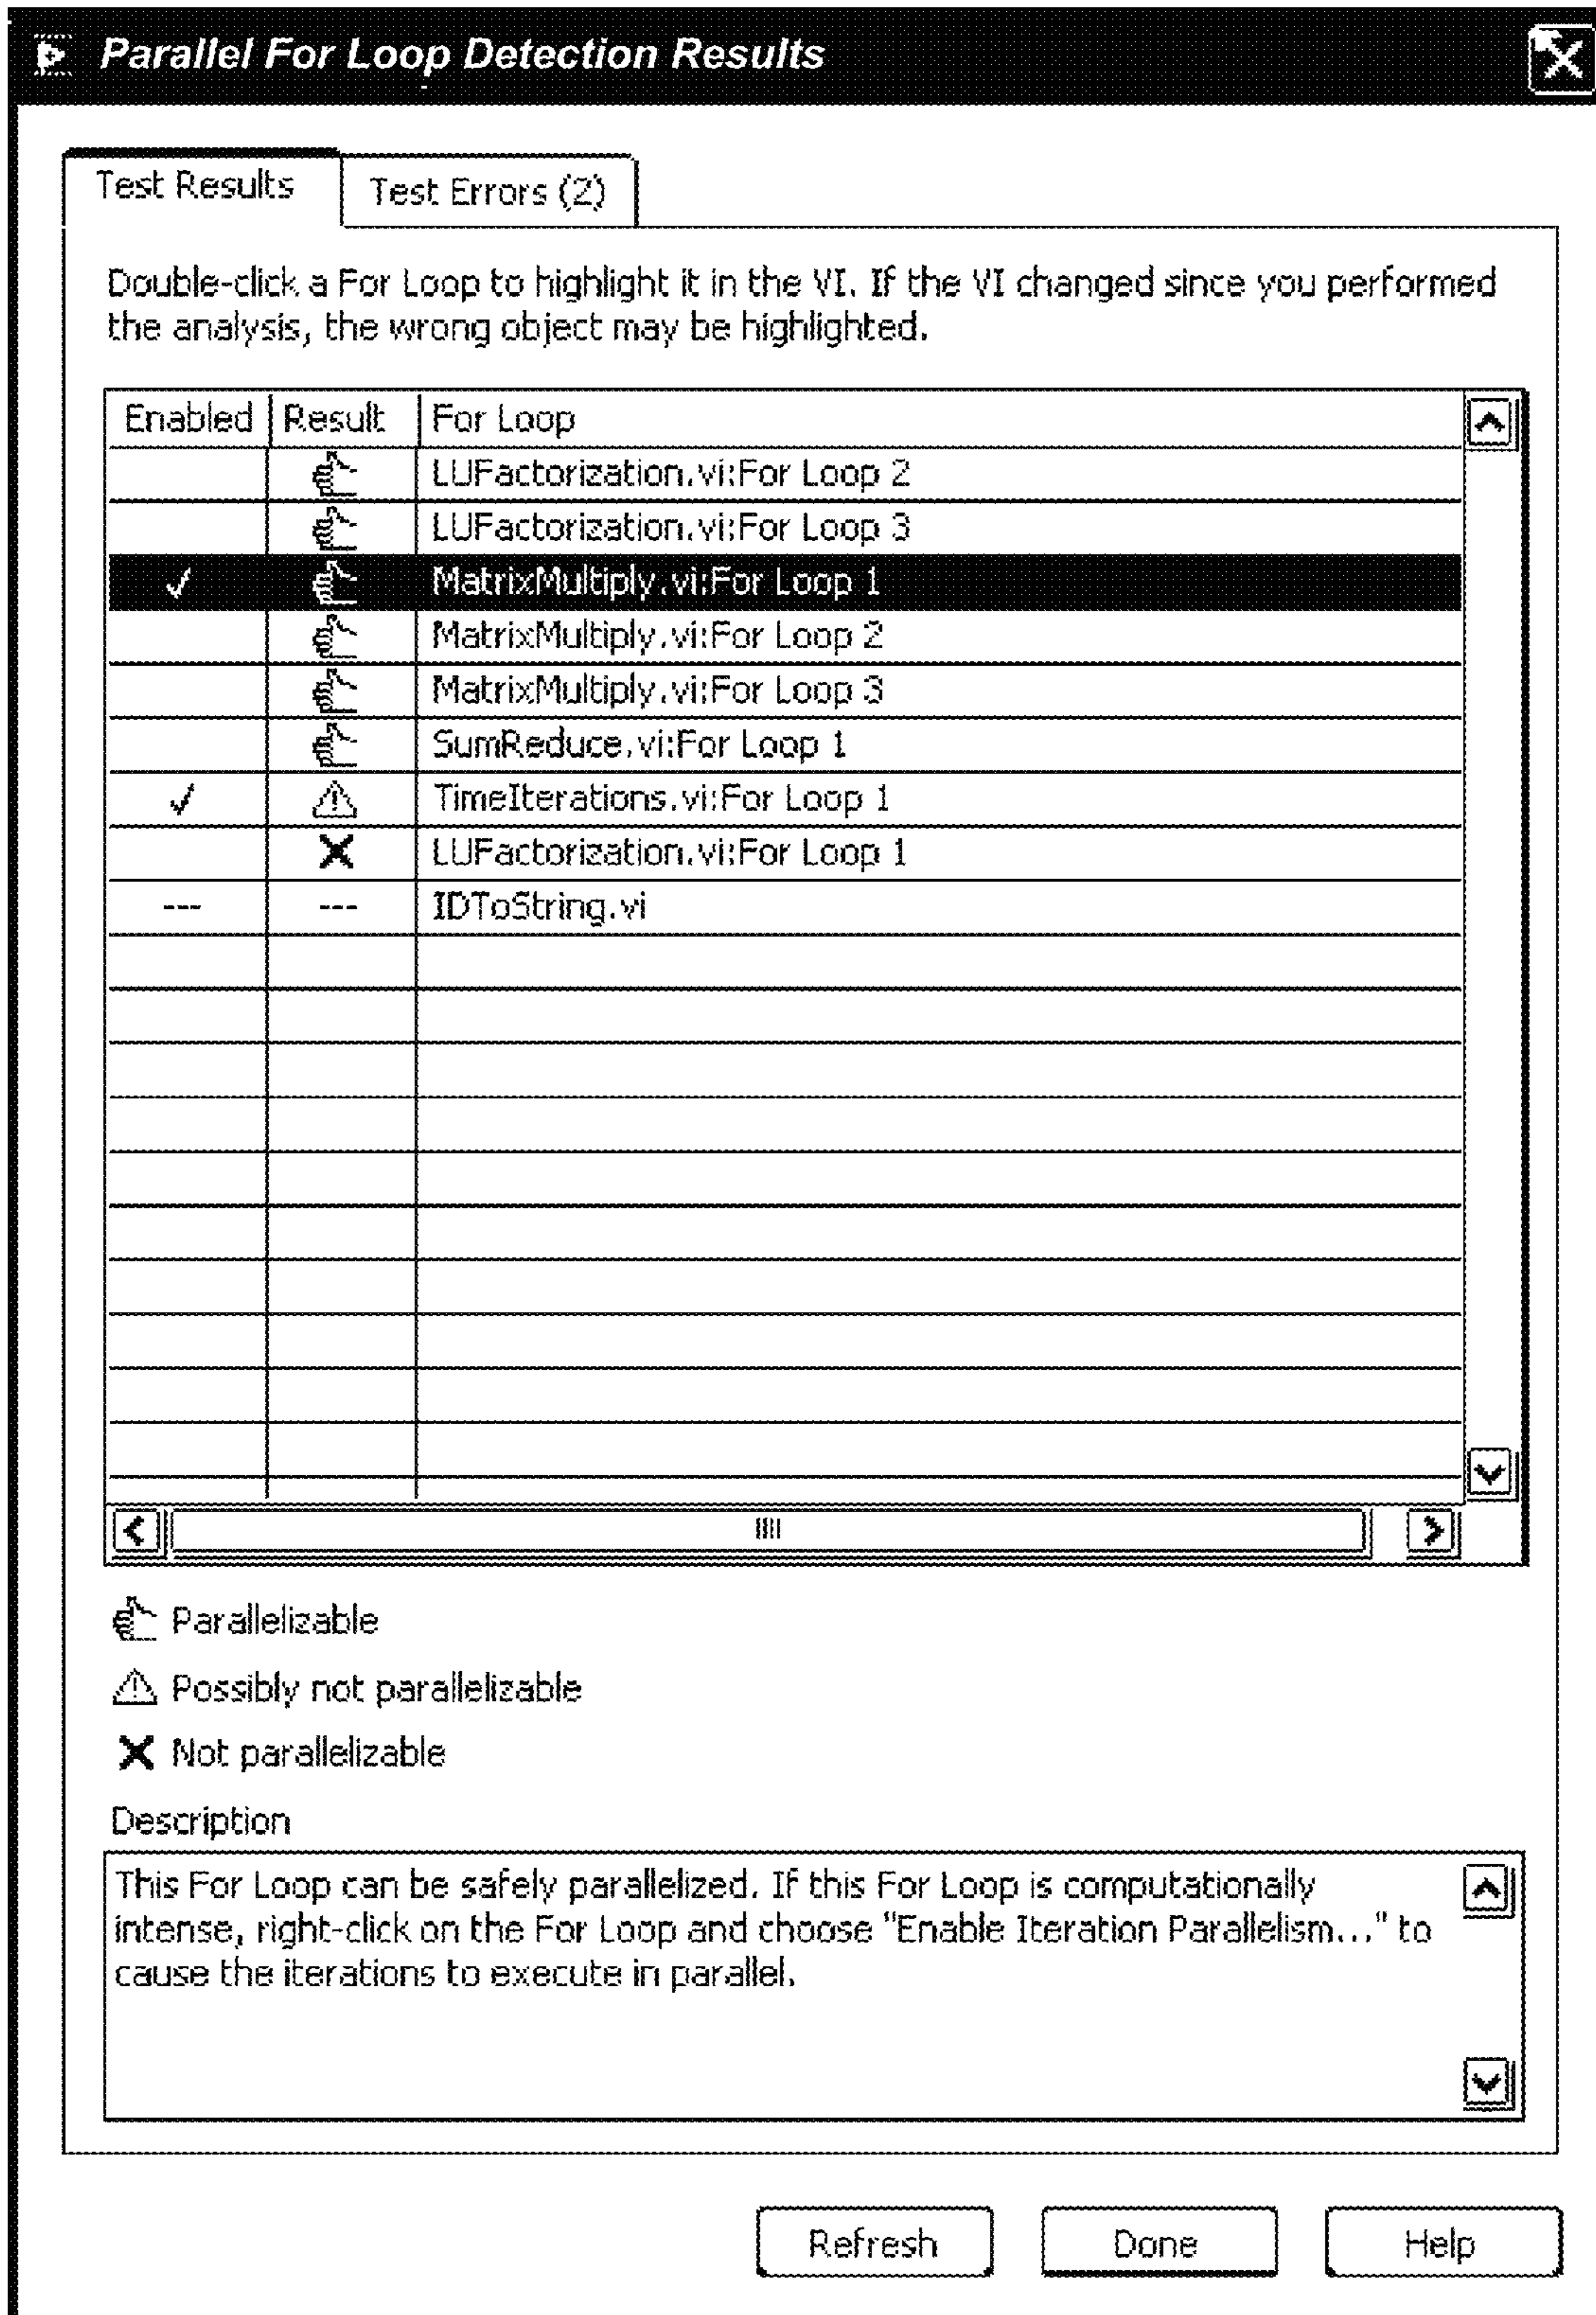 Parallel For Loop Detection Results
Test Results
Test Errors (2)
Double-click a For Loop to highlight it in the VI. If the VI changed since you performed
the analysis, the wrong object may be highlighted.
Enabled Result For Loop
LUFactorization.vi:For Loop 2
LUFactorization.vi:For Loop 3
✓ MatrixMultiply.vi:For Loop 1
MatrixMultiply.vi:For Loop 2
MatrixMultiply.vi:For Loop 3
SumReduce.vi:For Loop 1
✓ TimeIterations.vi:For Loop 1
LUFactorization.vi:For Loop 1
--- --- IDToString.vi
Parallelizable
Possibly not parallelizable
Not parallelizable
Description
This For Loop can be safely parallelized. If this For Loop is computationally
intense, right-click on the For Loop and choose "Enable Iteration Parallelism..." to
cause the iterations to execute in parallel.
Refresh Done Help